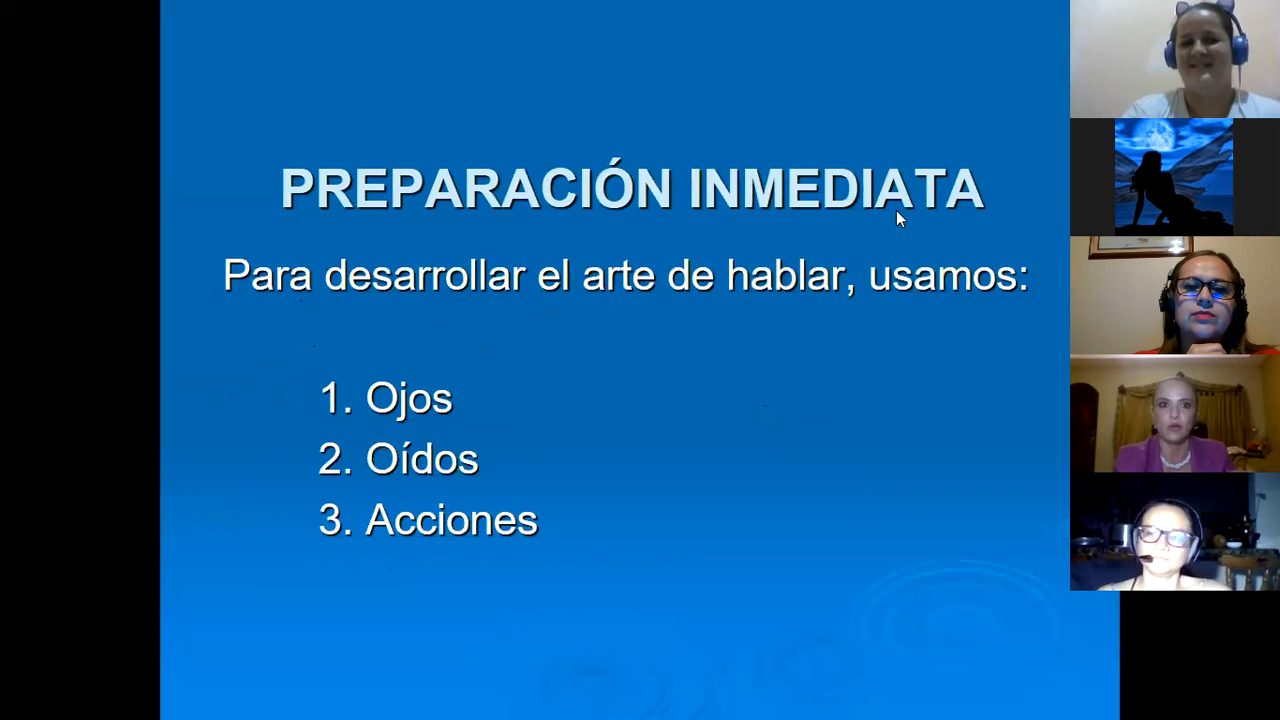 PREPARACIÓN INMEDIATA
Para desarrollar el arte de hablar, usamos:
1. Ojos
2. Oídos
3. Acciones